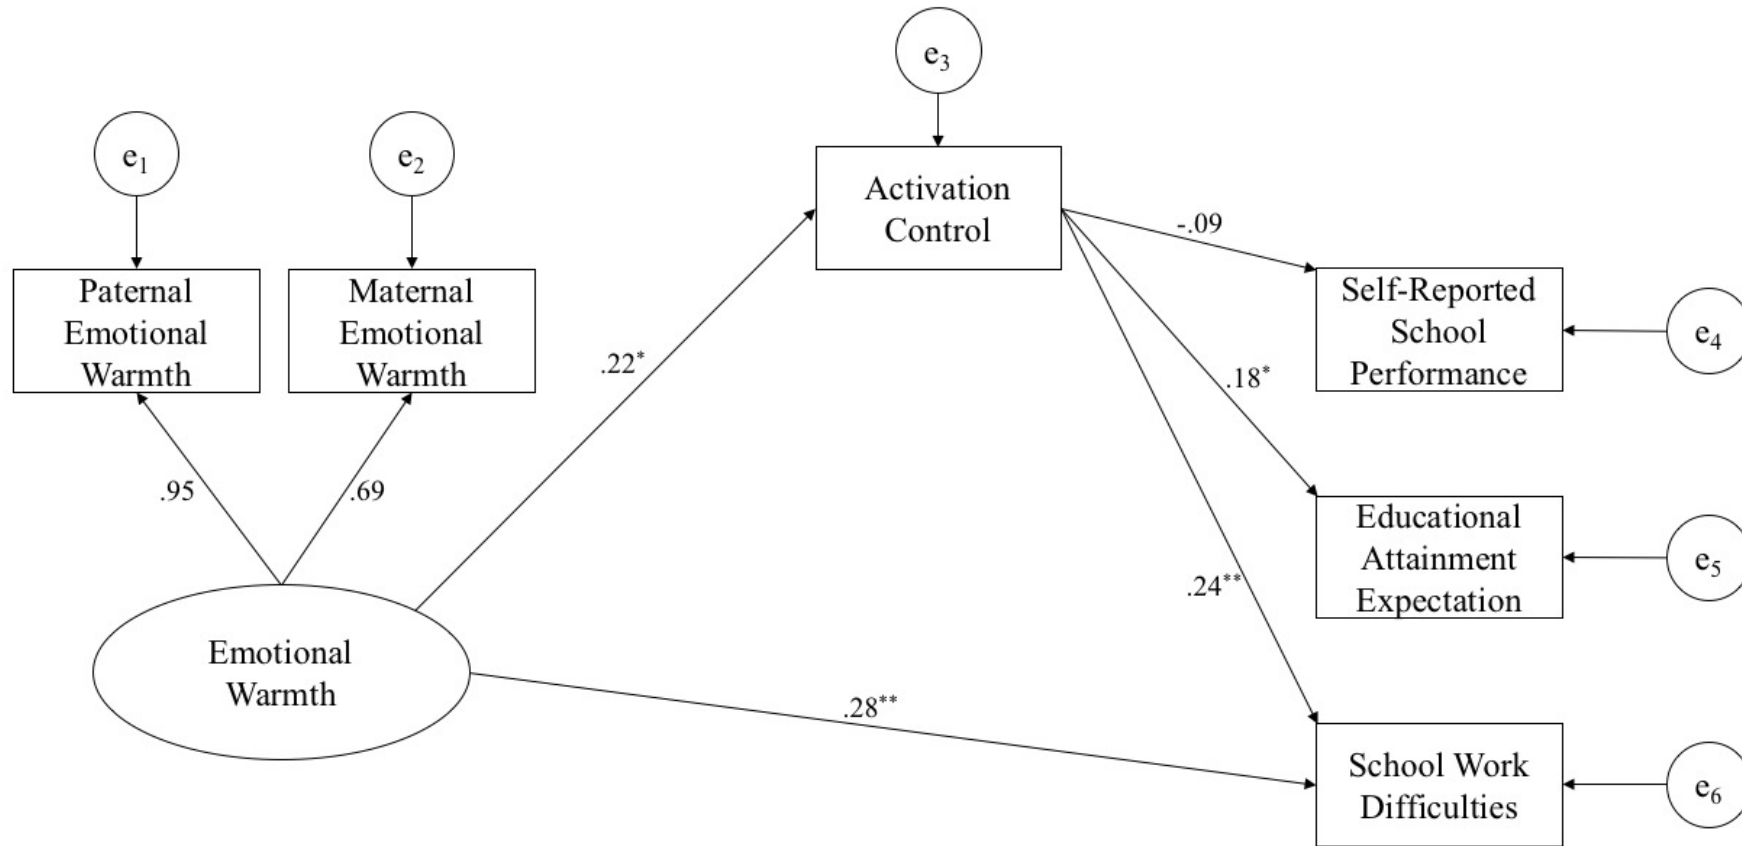 e₃
e₁
e₂
Activation
Control
-.09
Paternal
Emotional
Warmth
Maternal
Emotional
Warmth
Self-Reported
School
Performance
e₄
.22*
.18*
.95
.69
Educational
Attainment
Expectation
e₅
.24**
Emotional
Warmth
.28**
School Work
Difficulties
e₆